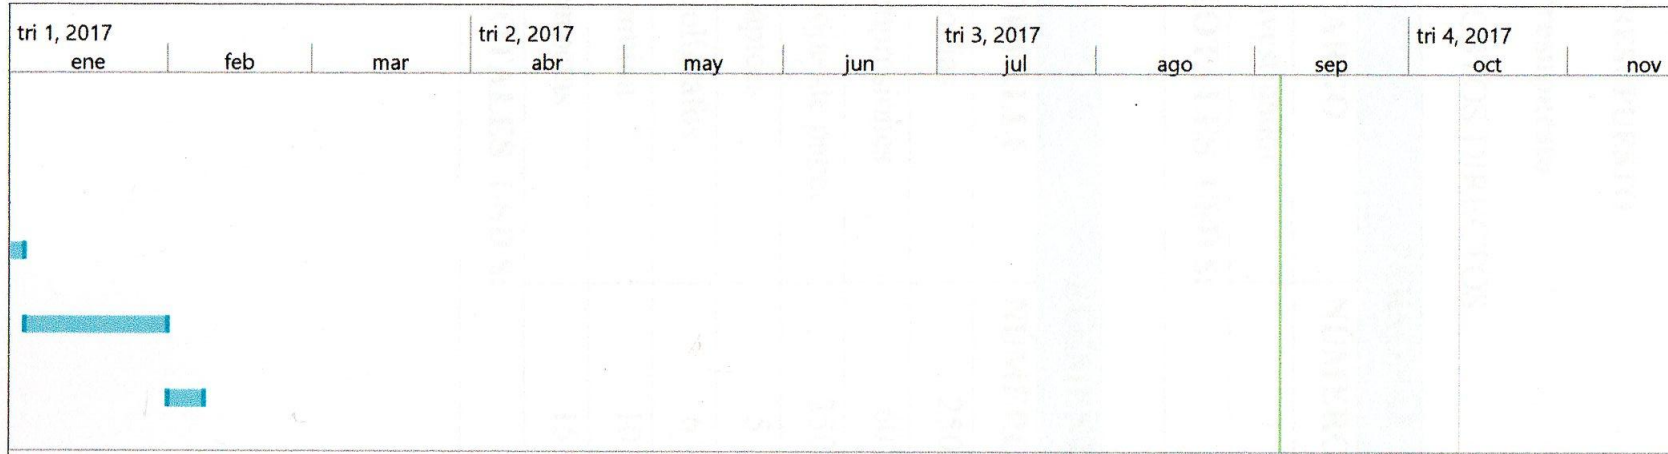 tri 1, 2017 tri 2, 2017 tri 3, 2017 tri 4, 2017
ene feb mar abr may jun jul ago sep oct nov